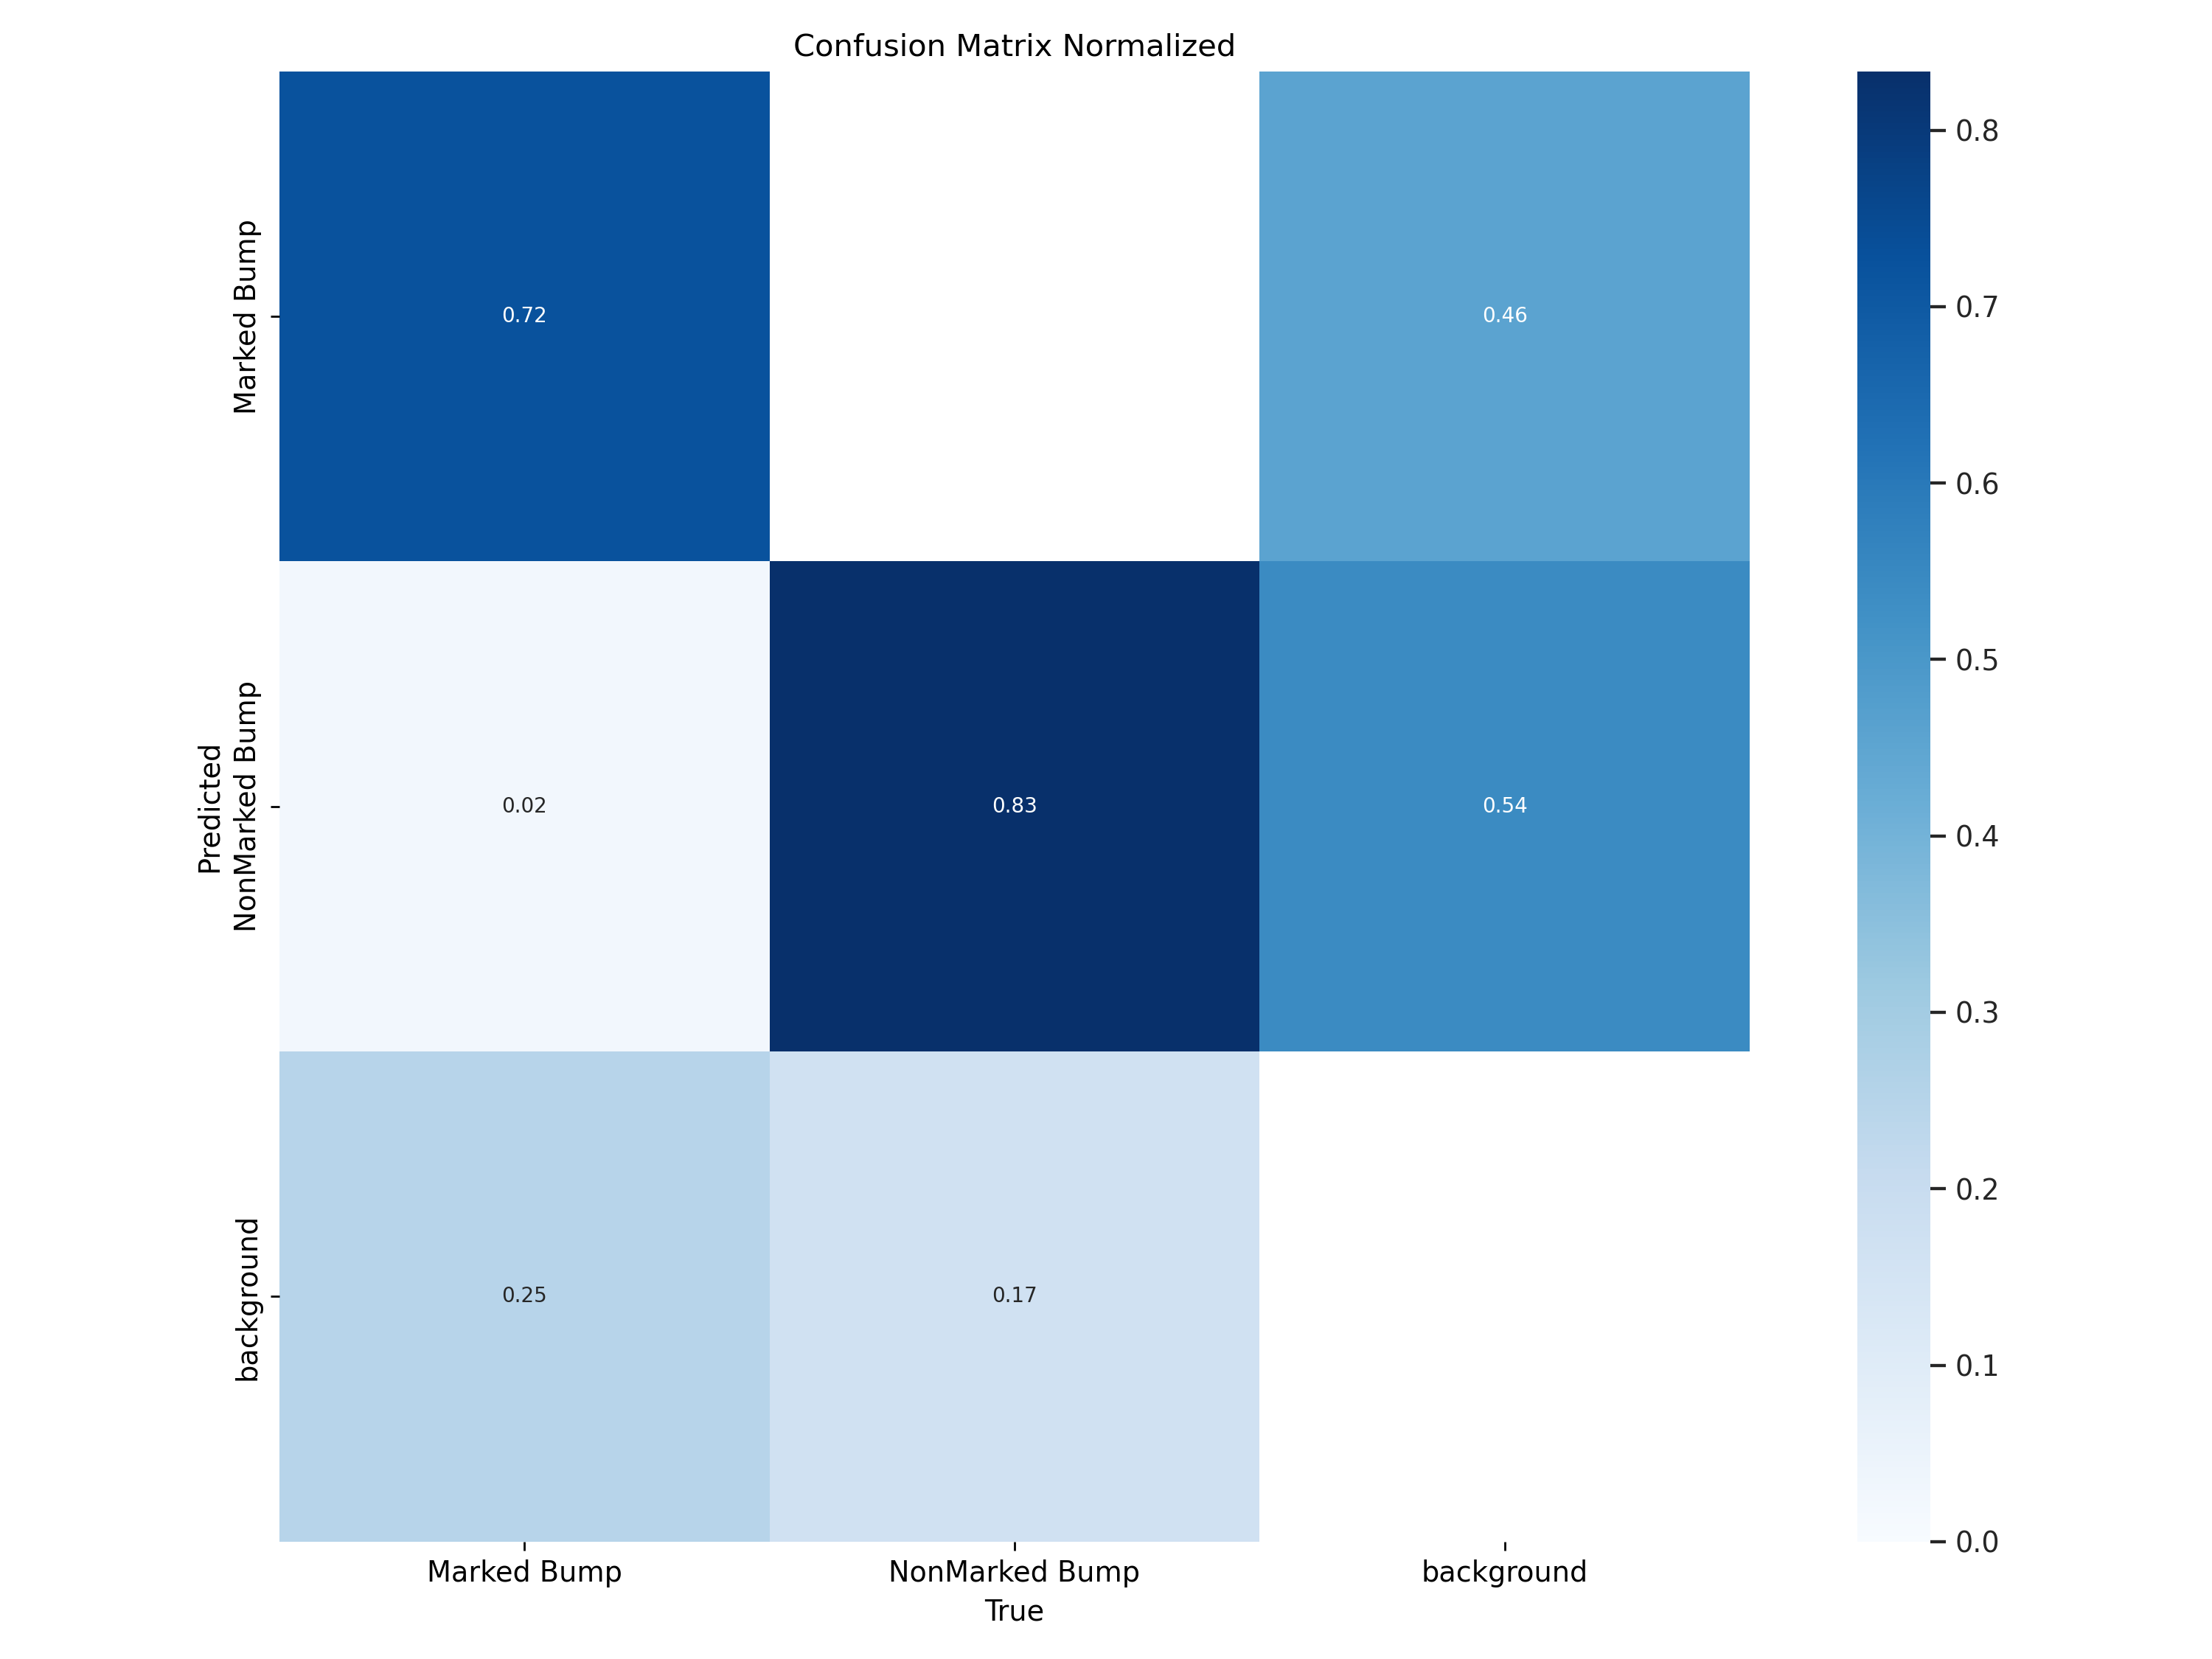 Confusion Matrix Normalized
Marked Bump
0.72
0.46
Predicted
NonMarked Bump
0.02
0.83
0.54
background
0.25
0.17
Marked Bump
NonMarked Bump
background
True
0.8
0.7
0.6
0.5
0.4
0.3
0.2
0.1
0.0